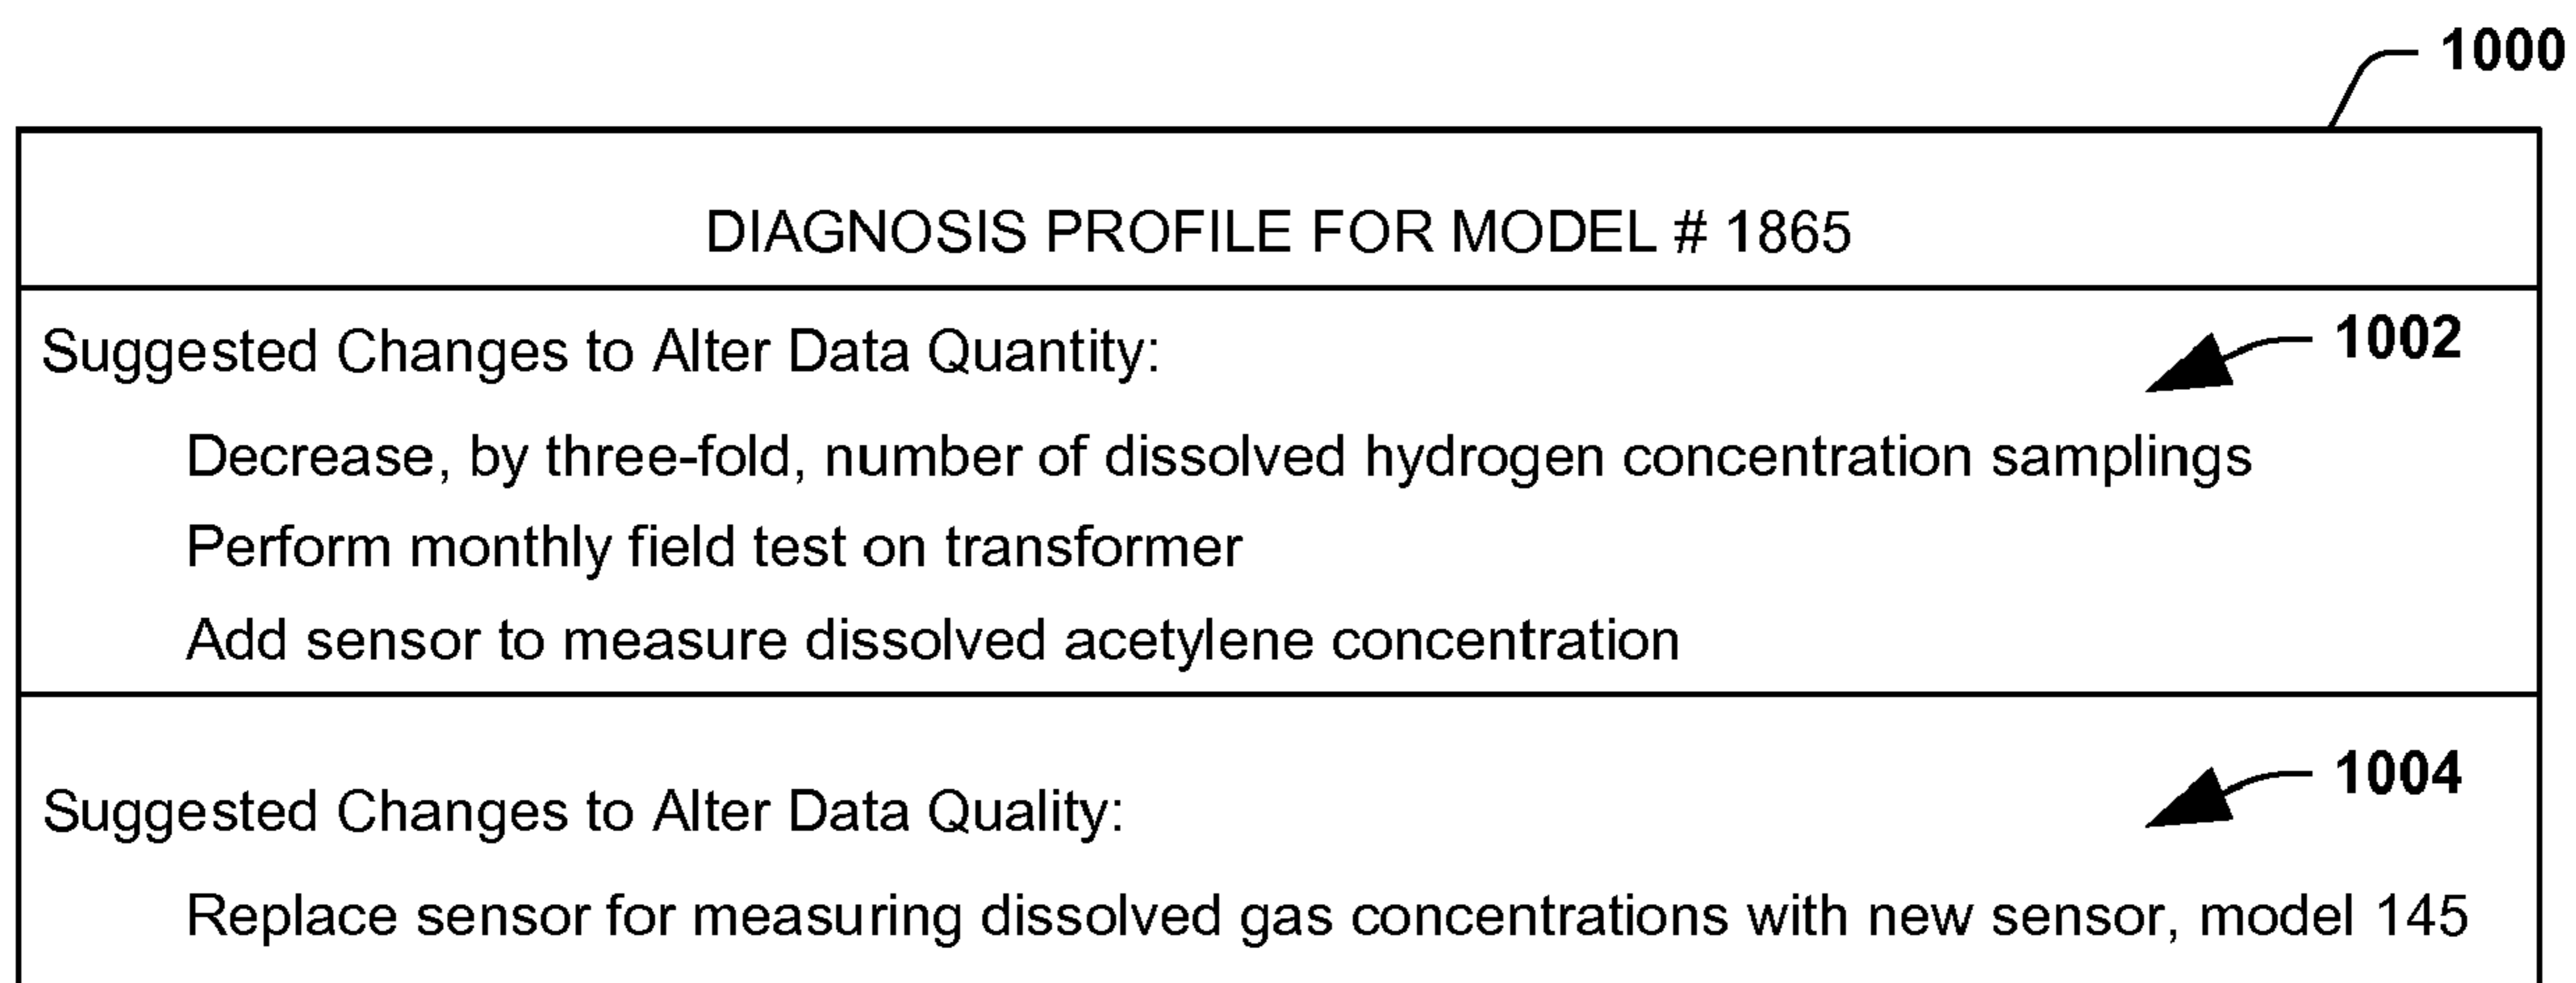 1000
DIAGNOSIS PROFILE FOR MODEL # 1865
Suggested Changes to Alter Data Quantity:
1002
Decrease, by three-fold, number of dissolved hydrogen concentration samplings
Perform monthly field test on transformer
Add sensor to measure dissolved acetylene concentration
Suggested Changes to Alter Data Quality:
1004
Replace sensor for measuring dissolved gas concentrations with new sensor, model 145